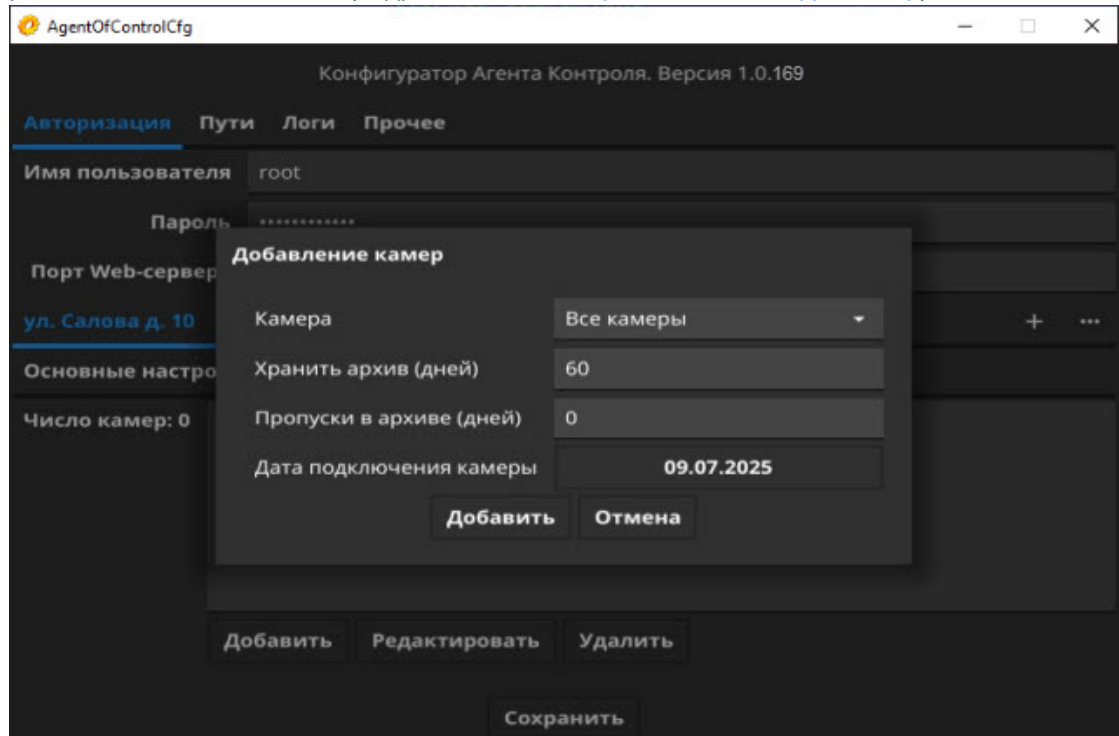 AgentOfControlCfg
Конфигуратор Агента Контроля. Версия 1.0.169
Авторизация Пути Логи Прочее
Имя пользователя root
Пароль ••••••••••••
Порт Web-сервер
Добавление камер
ул. Салова д. 10
Камера Все камеры
Основные настро
Хранить архив (дней) 60
Число камер: 0
Пропуски в архиве (дней) 0
Дата подключения камеры 09.07.2025
Добавить Отмена
Добавить Редактировать Удалить
Сохранить